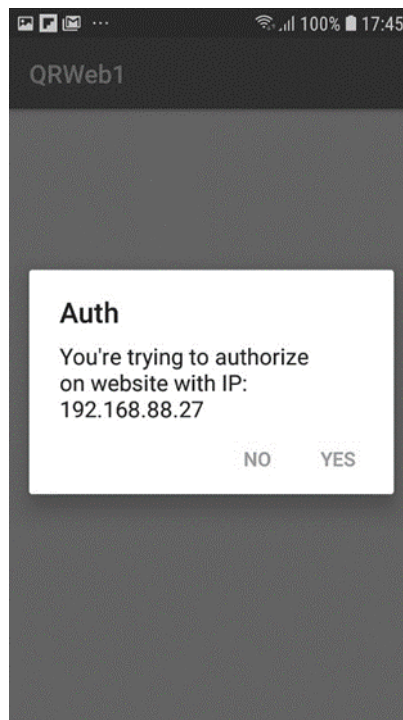 100% 17:45
QRWeb1
Auth
You're trying to authorize
on website with IP:
192.168.88.27
NO YES